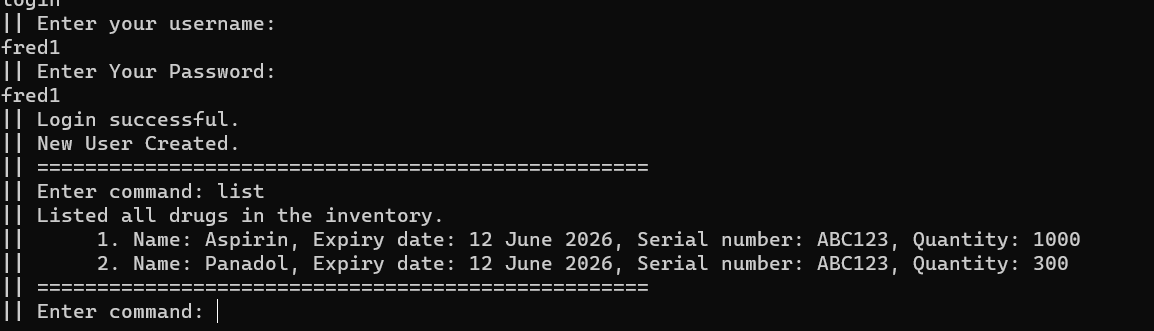 login
|| Enter your username:
fred1
|| Enter Your Password:
fred1
|| Login successful.
|| New User Created.
|| ===================================================
|| Enter command: list
|| Listed all drugs in the inventory.
||      1. Name: Aspirin, Expiry date: 12 June 2026, Serial number: ABC123, Quantity: 1000
||      2. Name: Panadol, Expiry date: 12 June 2026, Serial number: ABC123, Quantity: 300
|| ===================================================
|| Enter command: